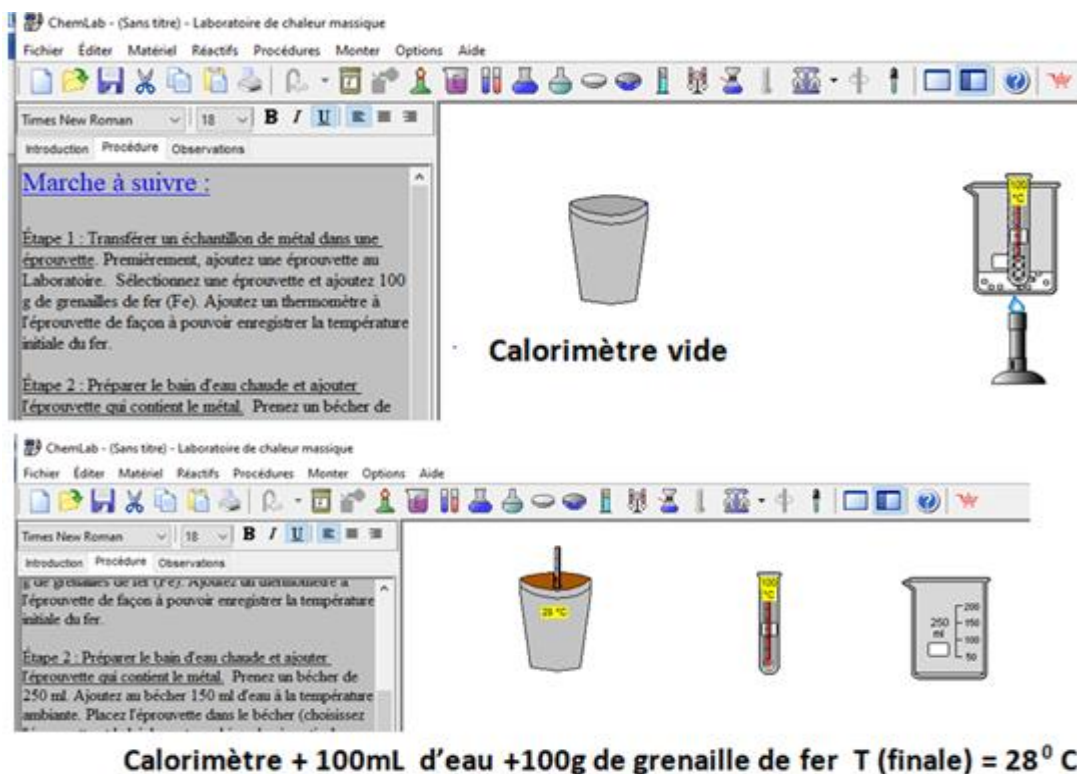 ChemLab - (Sans titre) - Laboratoire de chaleur massique
Fichier Éditer Matériel Réactifs Procédures Monter Options Aide
Times New Roman 18 B I U
Introduction Procédure Observations
Marche à suivre :
Étape 1 : Transférer un échantillon de métal dans une
éprouvette. Premièrement, ajoutez une éprouvette au
Laboratoire. Sélectionnez une éprouvette et ajoutez 100
g de grenailles de fer (Fe). Ajoutez un thermomètre à
l'éprouvette de façon à pouvoir enregistrer la température
initiale du fer.
Étape 2 : Préparer le bain d'eau chaude et ajouter
l'éprouvette qui contient le métal. Prenez un bécher de
100
°C
Calorimètre vide
ChemLab - (Sans titre) - Laboratoire de chaleur massique
Fichier Éditer Matériel Réactifs Procédures Monter Options Aide
Times New Roman 18 B I U
Introduction Procédure Observations
g de grenailles de fer (Fe). Ajoutez un thermomètre à
l'éprouvette de façon à pouvoir enregistrer la température
initiale du fer.
Étape 2 : Préparer le bain d'eau chaude et ajouter
l'éprouvette qui contient le métal. Prenez un bécher de
250 ml. Ajoutez au bécher 150 ml d'eau à la température
ambiante. Placez l'éprouvette dans le bécher (choisissez
28 °C
100
°C
250
ml
200
150
100
50
Calorimètre + 100mL d'eau +100g de grenaille de fer T (finale) = 28⁰ C